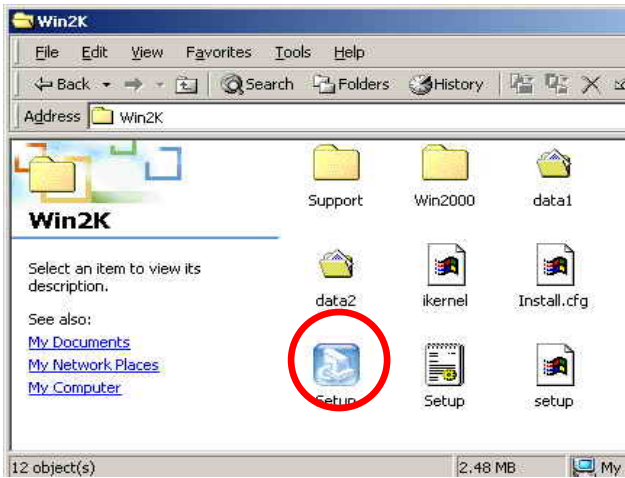 Win2K
File Edit View Favorites Tools Help
Back Search Folders History
Address Win2K
Support Win2000 data1
Win2K
Select an item to view its
description.
data2 ikernel Install.cfg
See also:
My Documents
My Network Places
My Computer
Setup Setup setup
12 object(s) 2.48 MB My